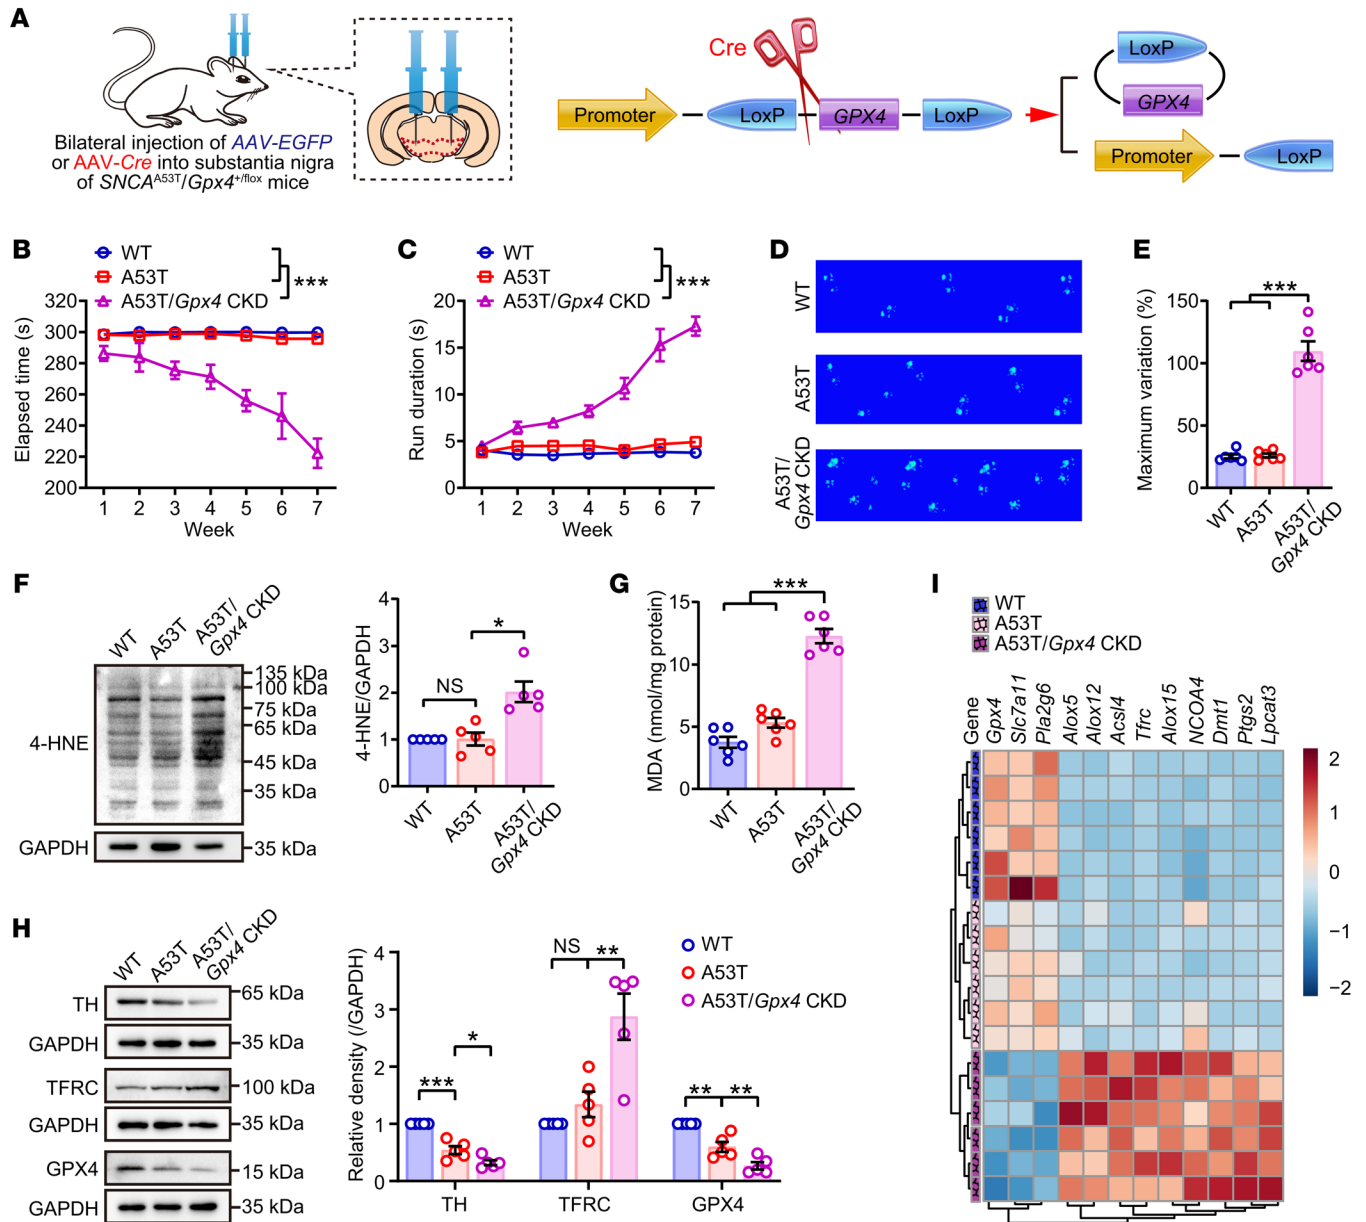 A
Bilateral injection of AAV-EGFP
or AAV-Cre into substantia nigra
of SNCAA53T/Gpx4+/flox mice
Cre
Promoter
LoxP
GPX4
LoxP
LoxP
GPX4
Promoter
LoxP
B
WT
A53T
A53T/Gpx4 CKD
***
Elapsed time (s)
320
300
280
260
240
220
200
1 2 3 4 5 6 7
Week
C
WT
A53T
A53T/Gpx4 CKD
***
Run duration (s)
20
15
10
5
0
1 2 3 4 5 6 7
Week
D
WT
A53T
A53T/
Gpx4 CKD
E
Maximum variation (%)
150
100
50
0
***
WT
A53T
A53T/
Gpx4 CKD
F
WT
A53T
A53T/
Gpx4 CKD
4-HNE
135 kDa
100 kDa
75 kDa
65 kDa
45 kDa
35 kDa
GAPDH
35 kDa
4-HNE/GAPDH
4
3
2
1
0
NS
*
WT
A53T
A53T/
Gpx4 CKD
G
MDA (nmol/mg protein)
15
10
5
0
***
WT
A53T
A53T/
Gpx4 CKD
H
WT
A53T
A53T/
Gpx4 CKD
TH
65 kDa
GAPDH
35 kDa
TFRC
100 kDa
GAPDH
35 kDa
GPX4
15 kDa
GAPDH
35 kDa
Relative density (/GAPDH)
4
3
2
1
0
***
*
NS
**
**
**
WT
A53T
A53T/Gpx4 CKD
TH
TFRC
GPX4
I
WT
A53T
A53T/Gpx4 CKD
Gene
Gpx4
Slc7a11
Pla2g6
Alox5
Alox12
Acsl4
Tfrc
Alox15
NCOA4
Dmt1
Ptgs2
Lpcat3
2
1
0
−1
−2